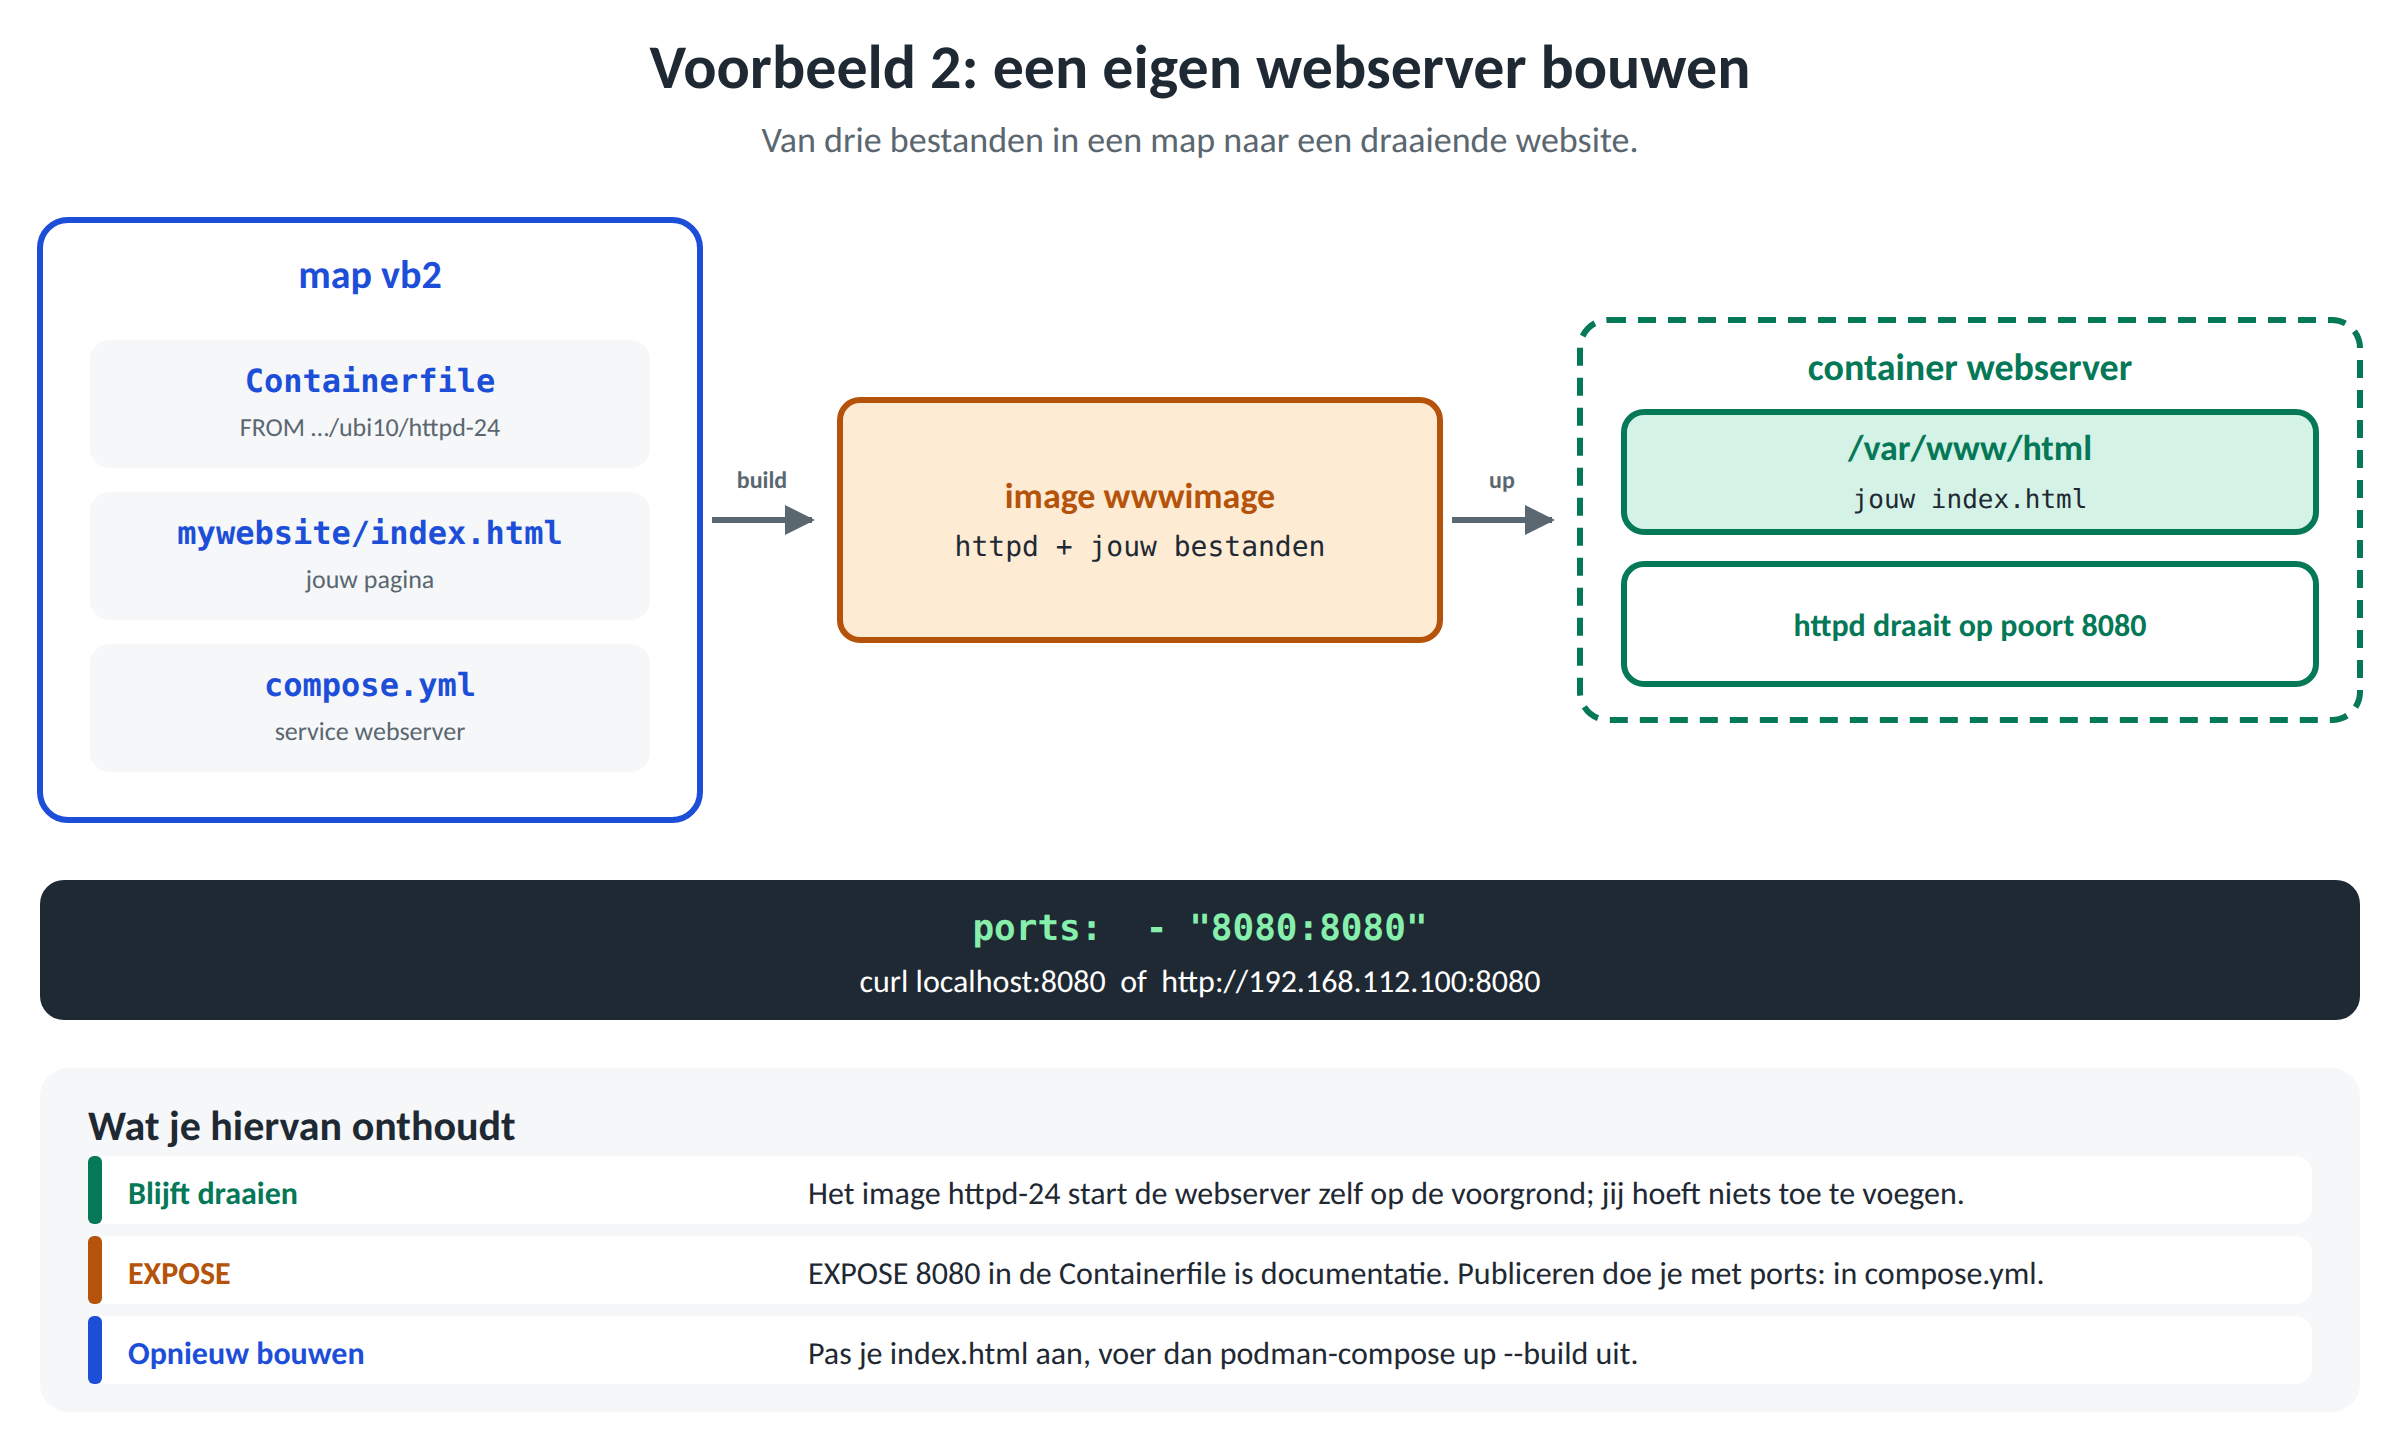 Voorbeeld 2: een eigen webserver bouwen
Van drie bestanden in een map naar een draaiende website.
map vb2
Containerfile
FROM .../ubi10/httpd-24
mywebsite/index.html
jouw pagina
compose.yml
service webserver
build
image wwwimage
httpd + jouw bestanden
up
container webserver
/var/www/html
jouw index.html
httpd draait op poort 8080
ports:  - "8080:8080"
curl localhost:8080  of  http://192.168.112.100:8080
Wat je hiervan onthoudt
Blijft draaien
Het image httpd-24 start de webserver zelf op de voorgrond; jij hoeft niets toe te voegen.
EXPOSE
EXPOSE 8080 in de Containerfile is documentatie. Publiceren doe je met ports: in compose.yml.
Opnieuw bouwen
Pas je index.html aan, voer dan podman-compose up --build uit.